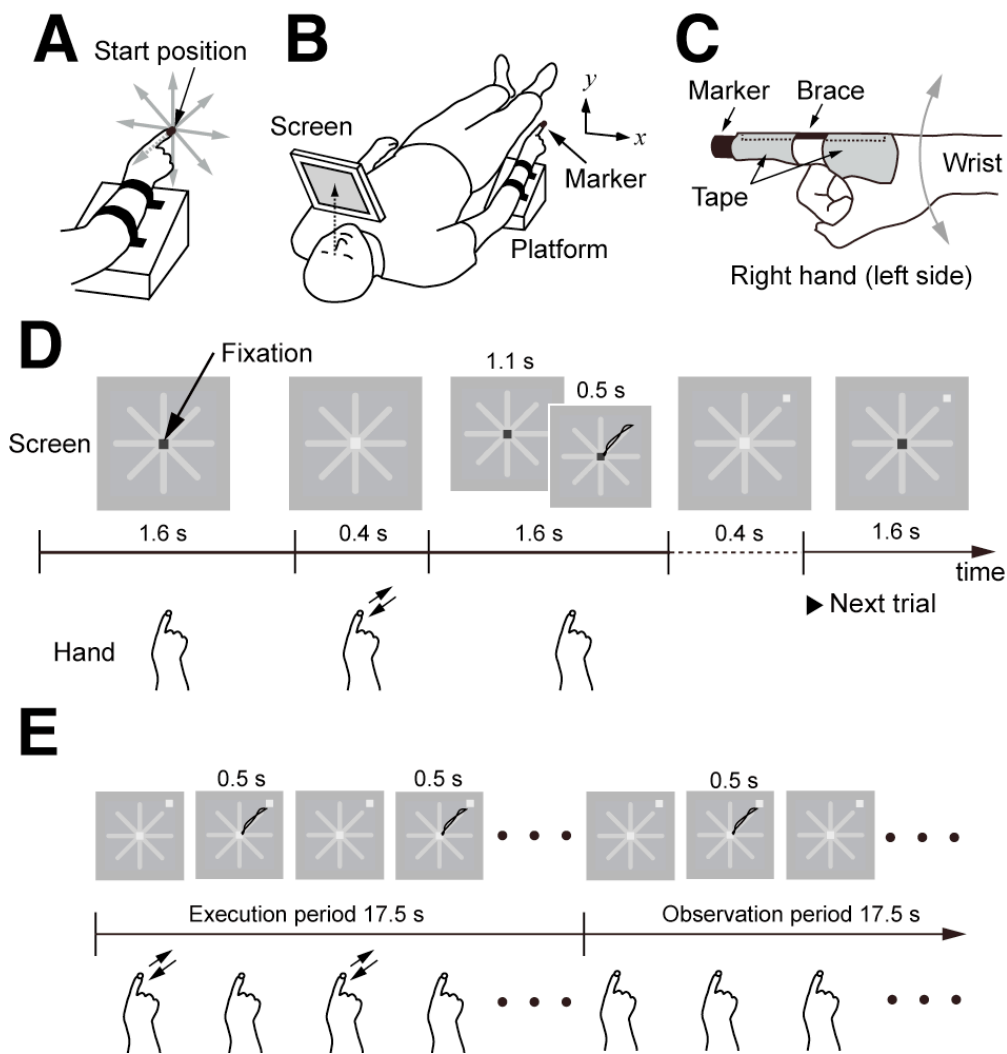 A
Start position
B
Screen
y
x
Marker
Platform
C
Marker
Brace
Tape
Wrist
Right hand (left side)
D
Fixation
1.1 s
0.5 s
Screen
1.6 s
0.4 s
1.6 s
0.4 s
1.6 s
time
Next trial
Hand
E
0.5 s
0.5 s
0.5 s
Execution period 17.5 s
Observation period 17.5 s